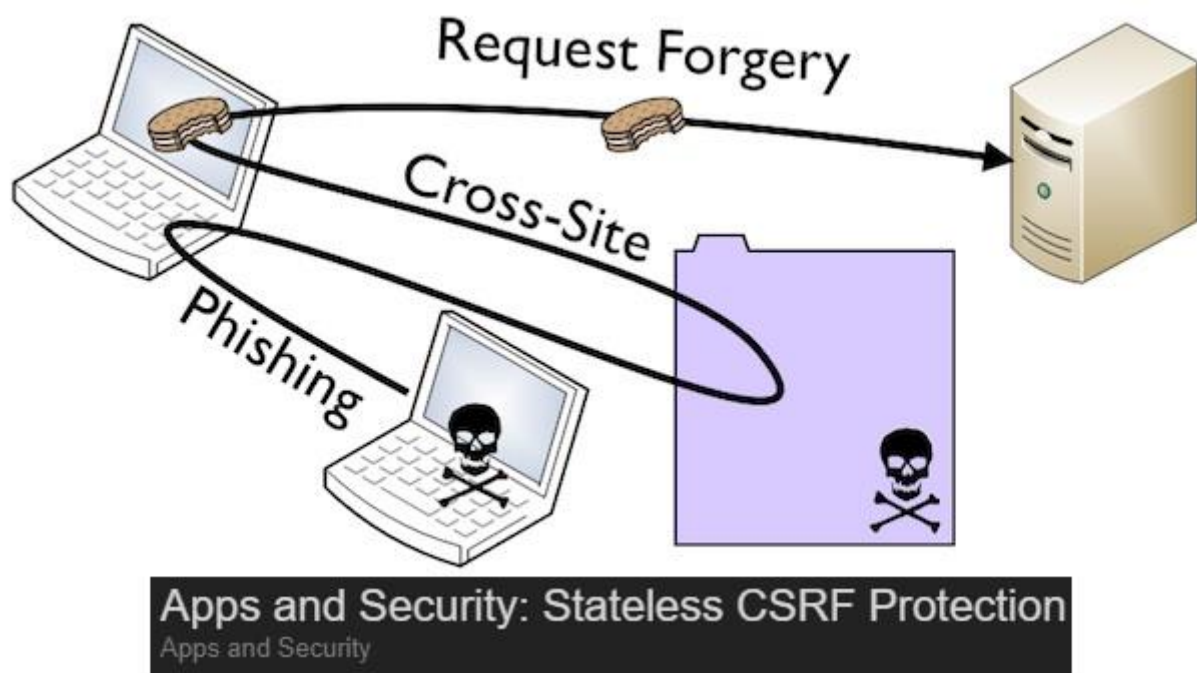 Request Forgery
Cross-Site
Phishing
Apps and Security: Stateless CSRF Protection
Apps and Security